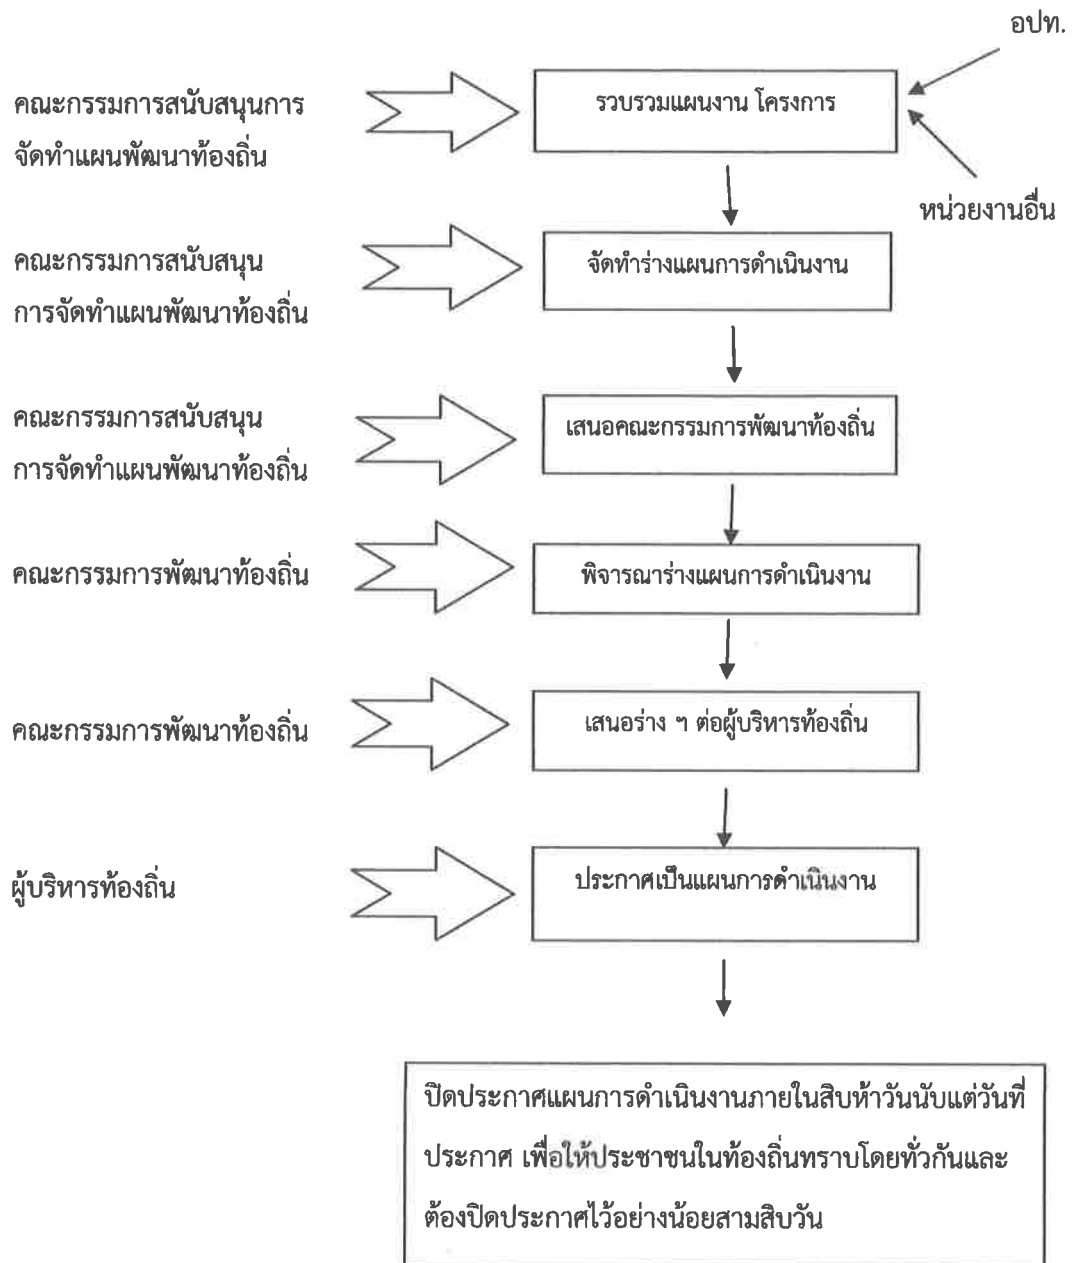 อปท.
คณะกรรมการสนับสนุนการ
จัดทำแผนพัฒนาท้องถิ่น
รวบรวมแผนงาน โครงการ
หน่วยงานอื่น
คณะกรรมการสนับสนุน
การจัดทำแผนพัฒนาท้องถิ่น
จัดทำร่างแผนการดำเนินงาน
คณะกรรมการสนับสนุน
การจัดทำแผนพัฒนาท้องถิ่น
เสนอคณะกรรมการพัฒนาท้องถิ่น
คณะกรรมการพัฒนาท้องถิ่น
พิจารณาร่างแผนการดำเนินงาน
คณะกรรมการพัฒนาท้องถิ่น
เสนอร่าง ฯ ต่อผู้บริหารท้องถิ่น
ผู้บริหารท้องถิ่น
ประกาศเป็นแผนการดำเนินงาน
ปิดประกาศแผนการดำเนินงานภายในสิบห้าวันนับแต่วันที่
ประกาศ เพื่อให้ประชาชนในท้องถิ่นทราบโดยทั่วกันและ
ต้องปิดประกาศไว้อย่างน้อยสามสิบวัน